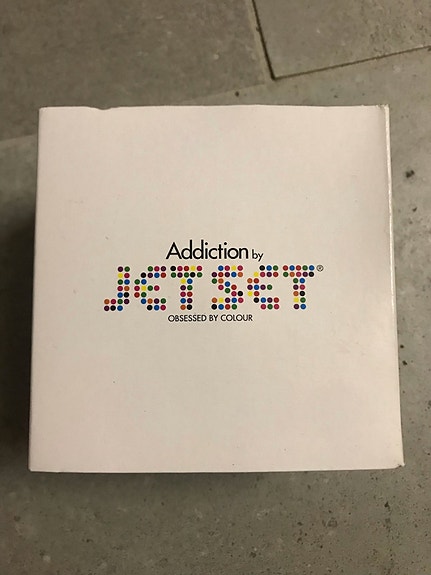 Addiction by
JETSET®
OBSESSED BY COLOUR